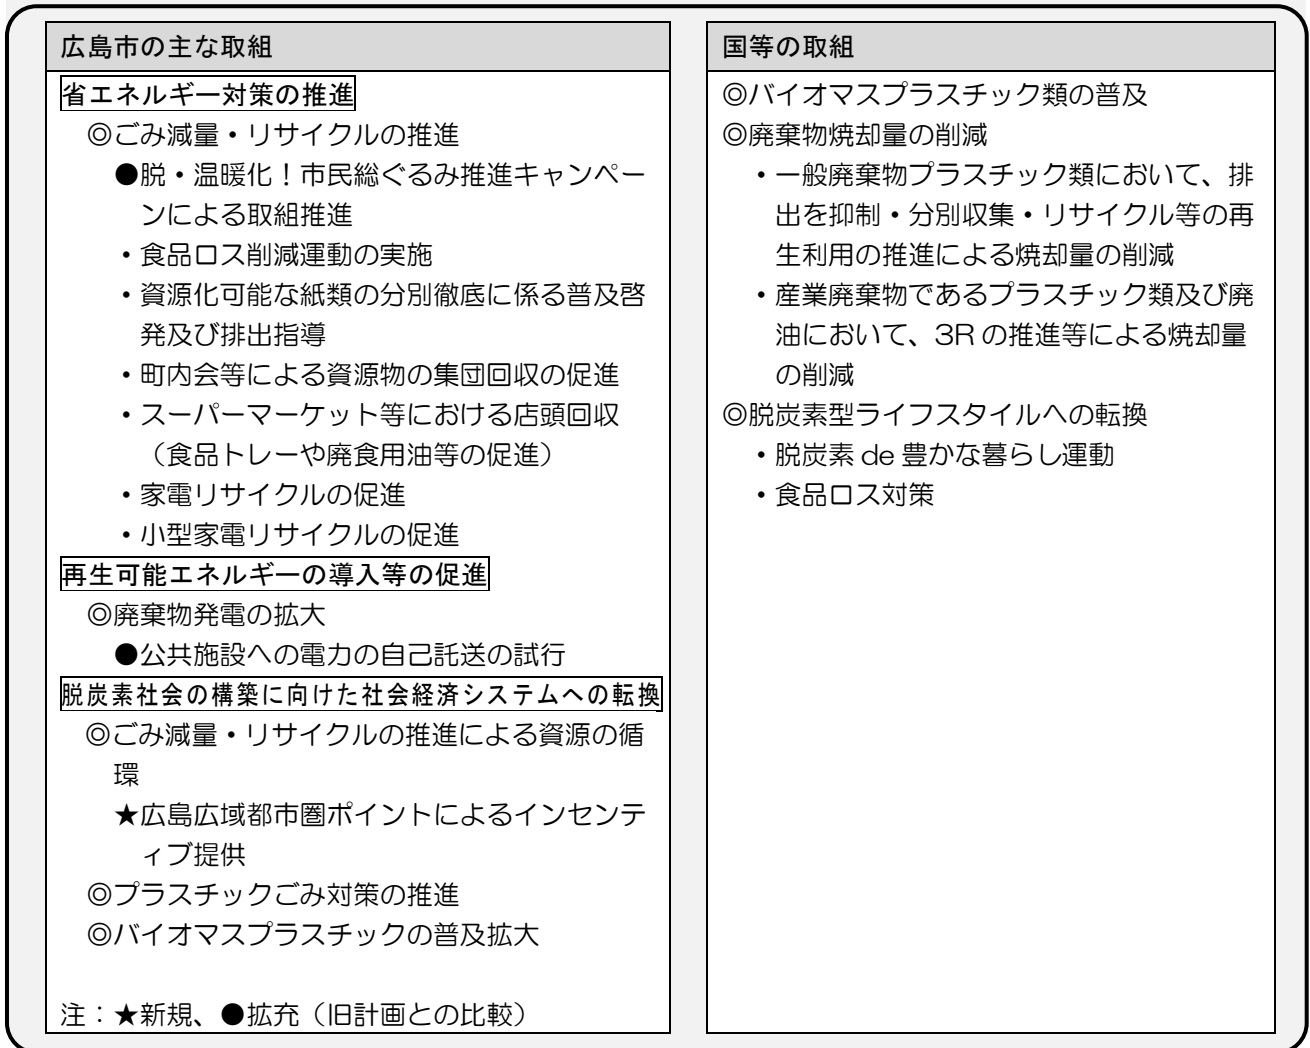 広島市の主な取組
省エネルギー対策の推進
◎ごみ減量・リサイクルの推進
●脱・温暖化！市民総ぐるみ推進キャンペー
ンによる取組推進
・食品ロス削減運動の実施
・資源化可能な紙類の分別徹底に係る普及啓
発及び排出指導
・町内会等による資源物の集団回収の促進
・スーパーマーケット等における店頭回収
（食品トレーや廃食用油等の促進）
・家電リサイクルの促進
・小型家電リサイクルの促進
再生可能エネルギーの導入等の促進
◎廃棄物発電の拡大
●公共施設への電力の自己託送の試行
脱炭素社会の構築に向けた社会経済システムへの転換
◎ごみ減量・リサイクルの推進による資源の循
環
★広島広域都市圏ポイントによるインセンテ
ィブ提供
◎プラスチックごみ対策の推進
◎バイオマスプラスチックの普及拡大
注：★新規、●拡充（旧計画との比較）
国等の取組
◎バイオマスプラスチック類の普及
◎廃棄物焼却量の削減
・一般廃棄物プラスチック類において、排
出を抑制・分別収集・リサイクル等の再
生利用の推進による焼却量の削減
・産業廃棄物であるプラスチック類及び廃
油において、3Rの推進等による焼却量
の削減
◎脱炭素型ライフスタイルへの転換
・脱炭素 de 豊かな暮らし運動
・食品ロス対策